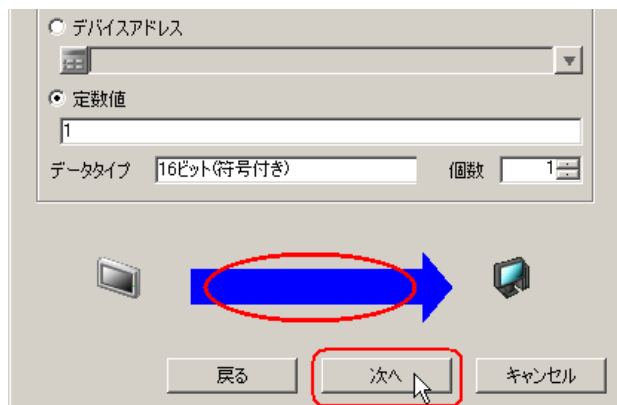 デバイスアドレス
定数値
1
データタイプ 16ビット(符号付き) 個数 1
戻る 次へ キャンセル